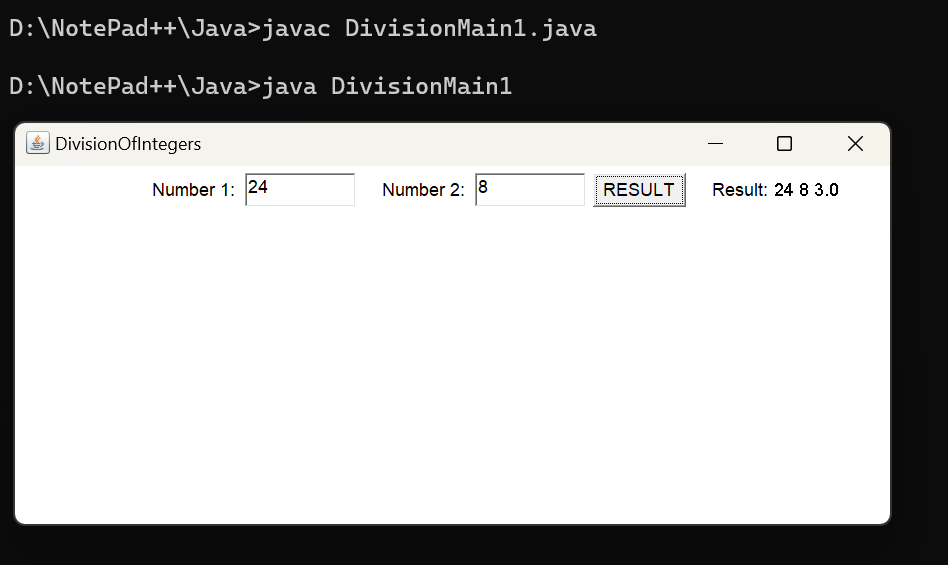 D:\NotePad++\Java>javac DivisionMain1.java
D:\NotePad++\Java>java DivisionMain1
DivisionOfIntegers
Number 1: 24 Number 2: 8 RESULT Result: 24 8 3.0